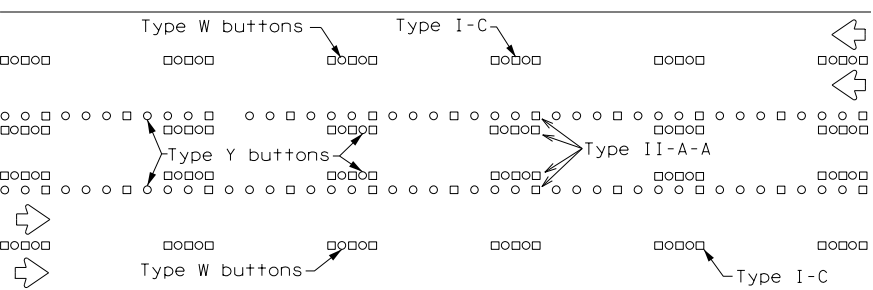 Type W buttons
Type I-C
Type Y buttons
Type II-A-A
Type W buttons
Type I-C